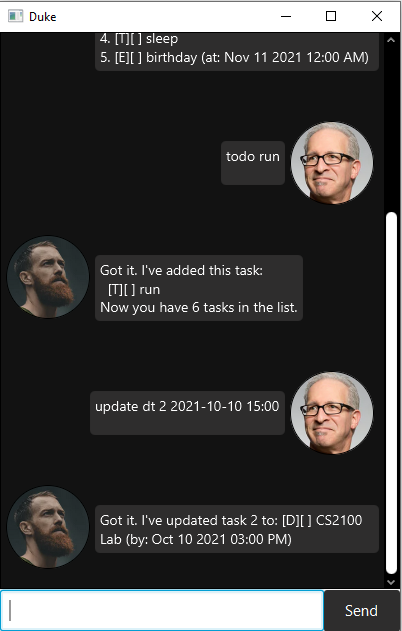 Duke
4. [T][ ] sleep
5. [E][ ] birthday (at: Nov 11 2021 12:00 AM)
todo run
Got it. I've added this task:
[T][ ] run
Now you have 6 tasks in the list.
update dt 2 2021-10-10 15:00
Got it. I've updated task 2 to: [D][ ] CS2100
Lab (by: Oct 10 2021 03:00 PM)
Send